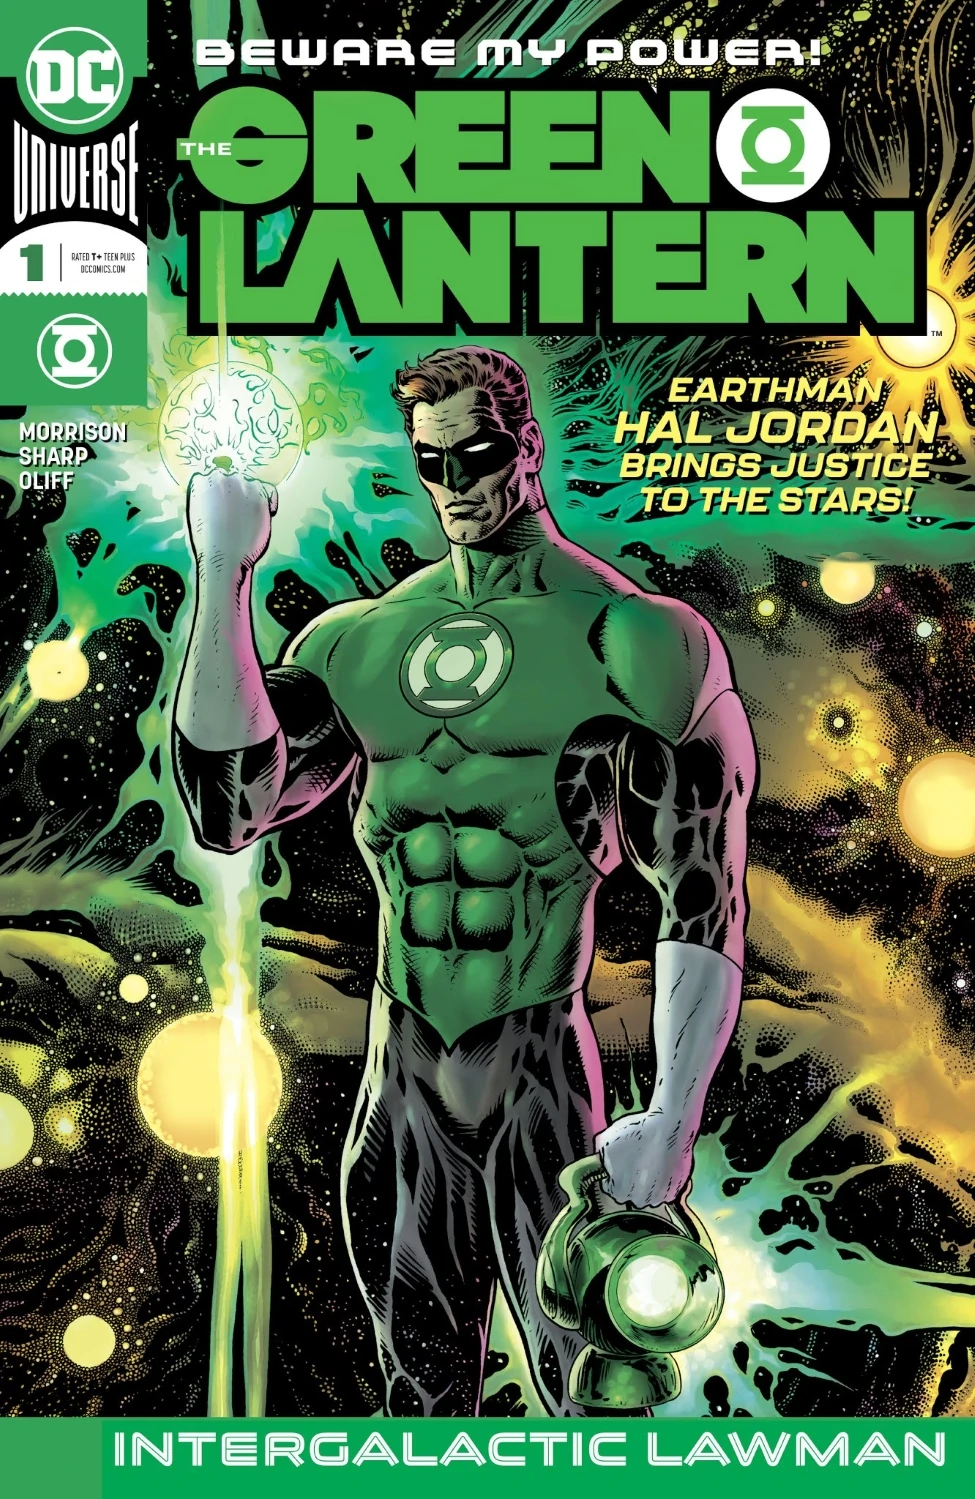 BEWARE MY POWER!
DC
UNIVERSE
THE GREEN
LANTERN
™
1
RATED T+ TEEN PLUS
DCCOMICS.COM
MORRISON
SHARP
OLIFF
EARTHMAN
HAL JORDAN
BRINGS JUSTICE
TO THE STARS!
INTERGALACTIC LAWMAN